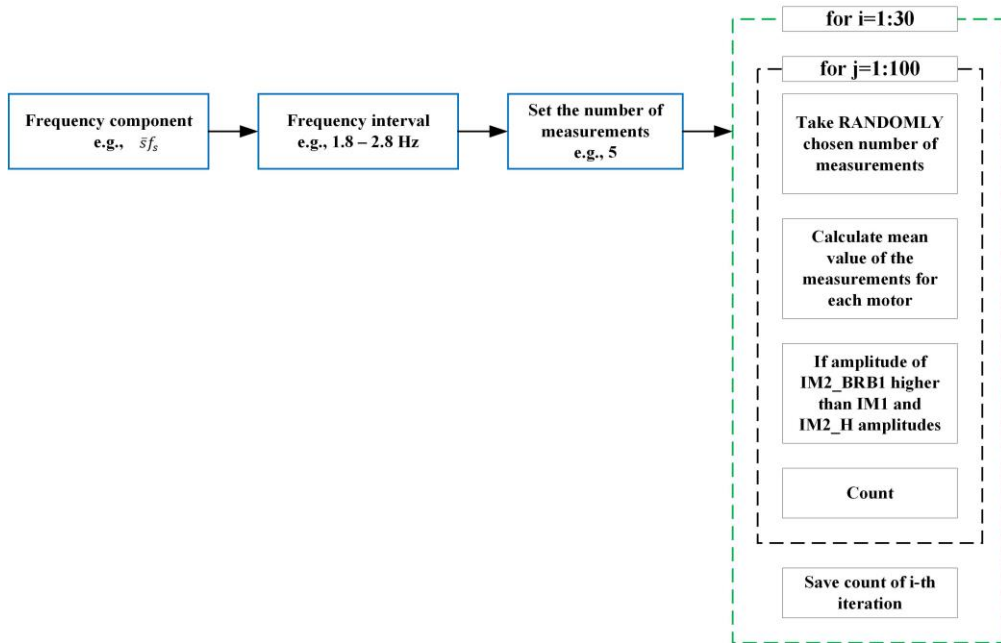 Frequency component
e.g., s̄fₛ
Frequency interval
e.g., 1.8 – 2.8 Hz
Set the number of
measurements
e.g., 5
for i=1:30
for j=1:100
Take RANDOMLY
chosen number of
measurements
Calculate mean
value of the
measurements for
each motor
If amplitude of
IM2_BRB1 higher
than IM1 and
IM2_H amplitudes
Count
Save count of i-th
iteration